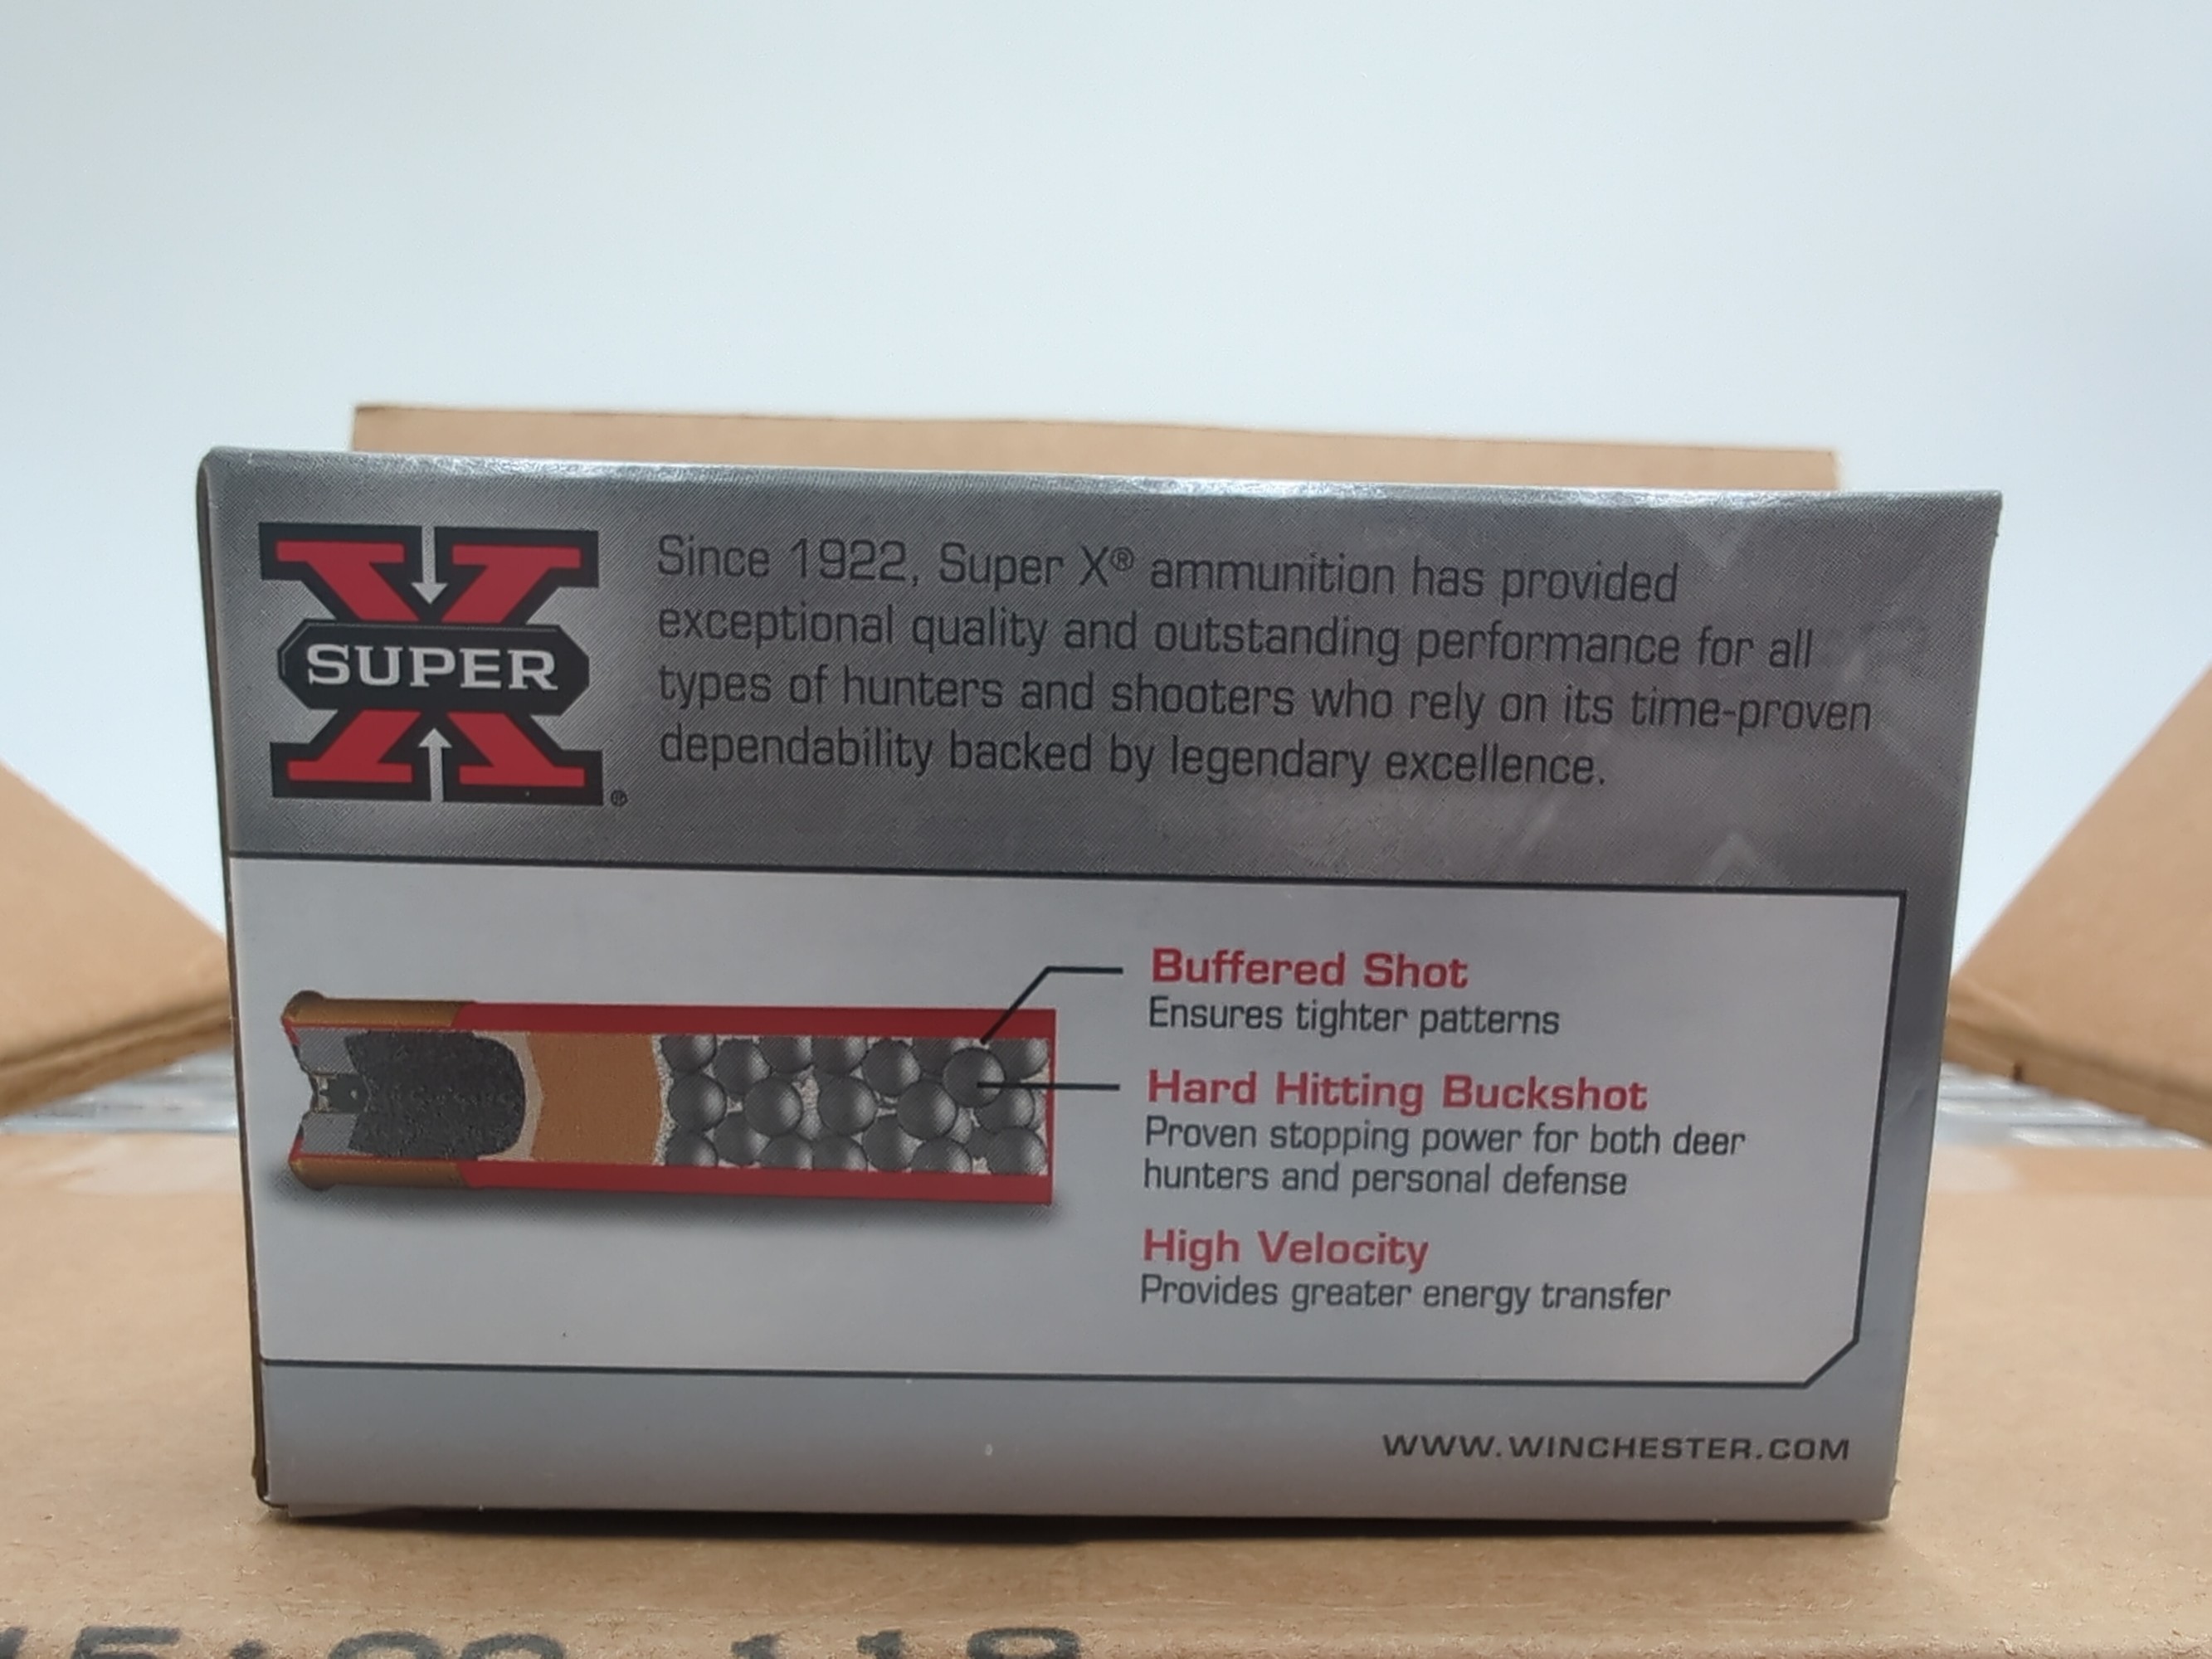 SUPER X®
Since 1922, Super X® ammunition has provided
exceptional quality and outstanding performance for all
types of hunters and shooters who rely on its time-proven
dependability backed by legendary excellence.
Buffered Shot
Ensures tighter patterns
Hard Hitting Buckshot
Proven stopping power for both deer
hunters and personal defense
High Velocity
Provides greater energy transfer
WWW.WINCHESTER.COM